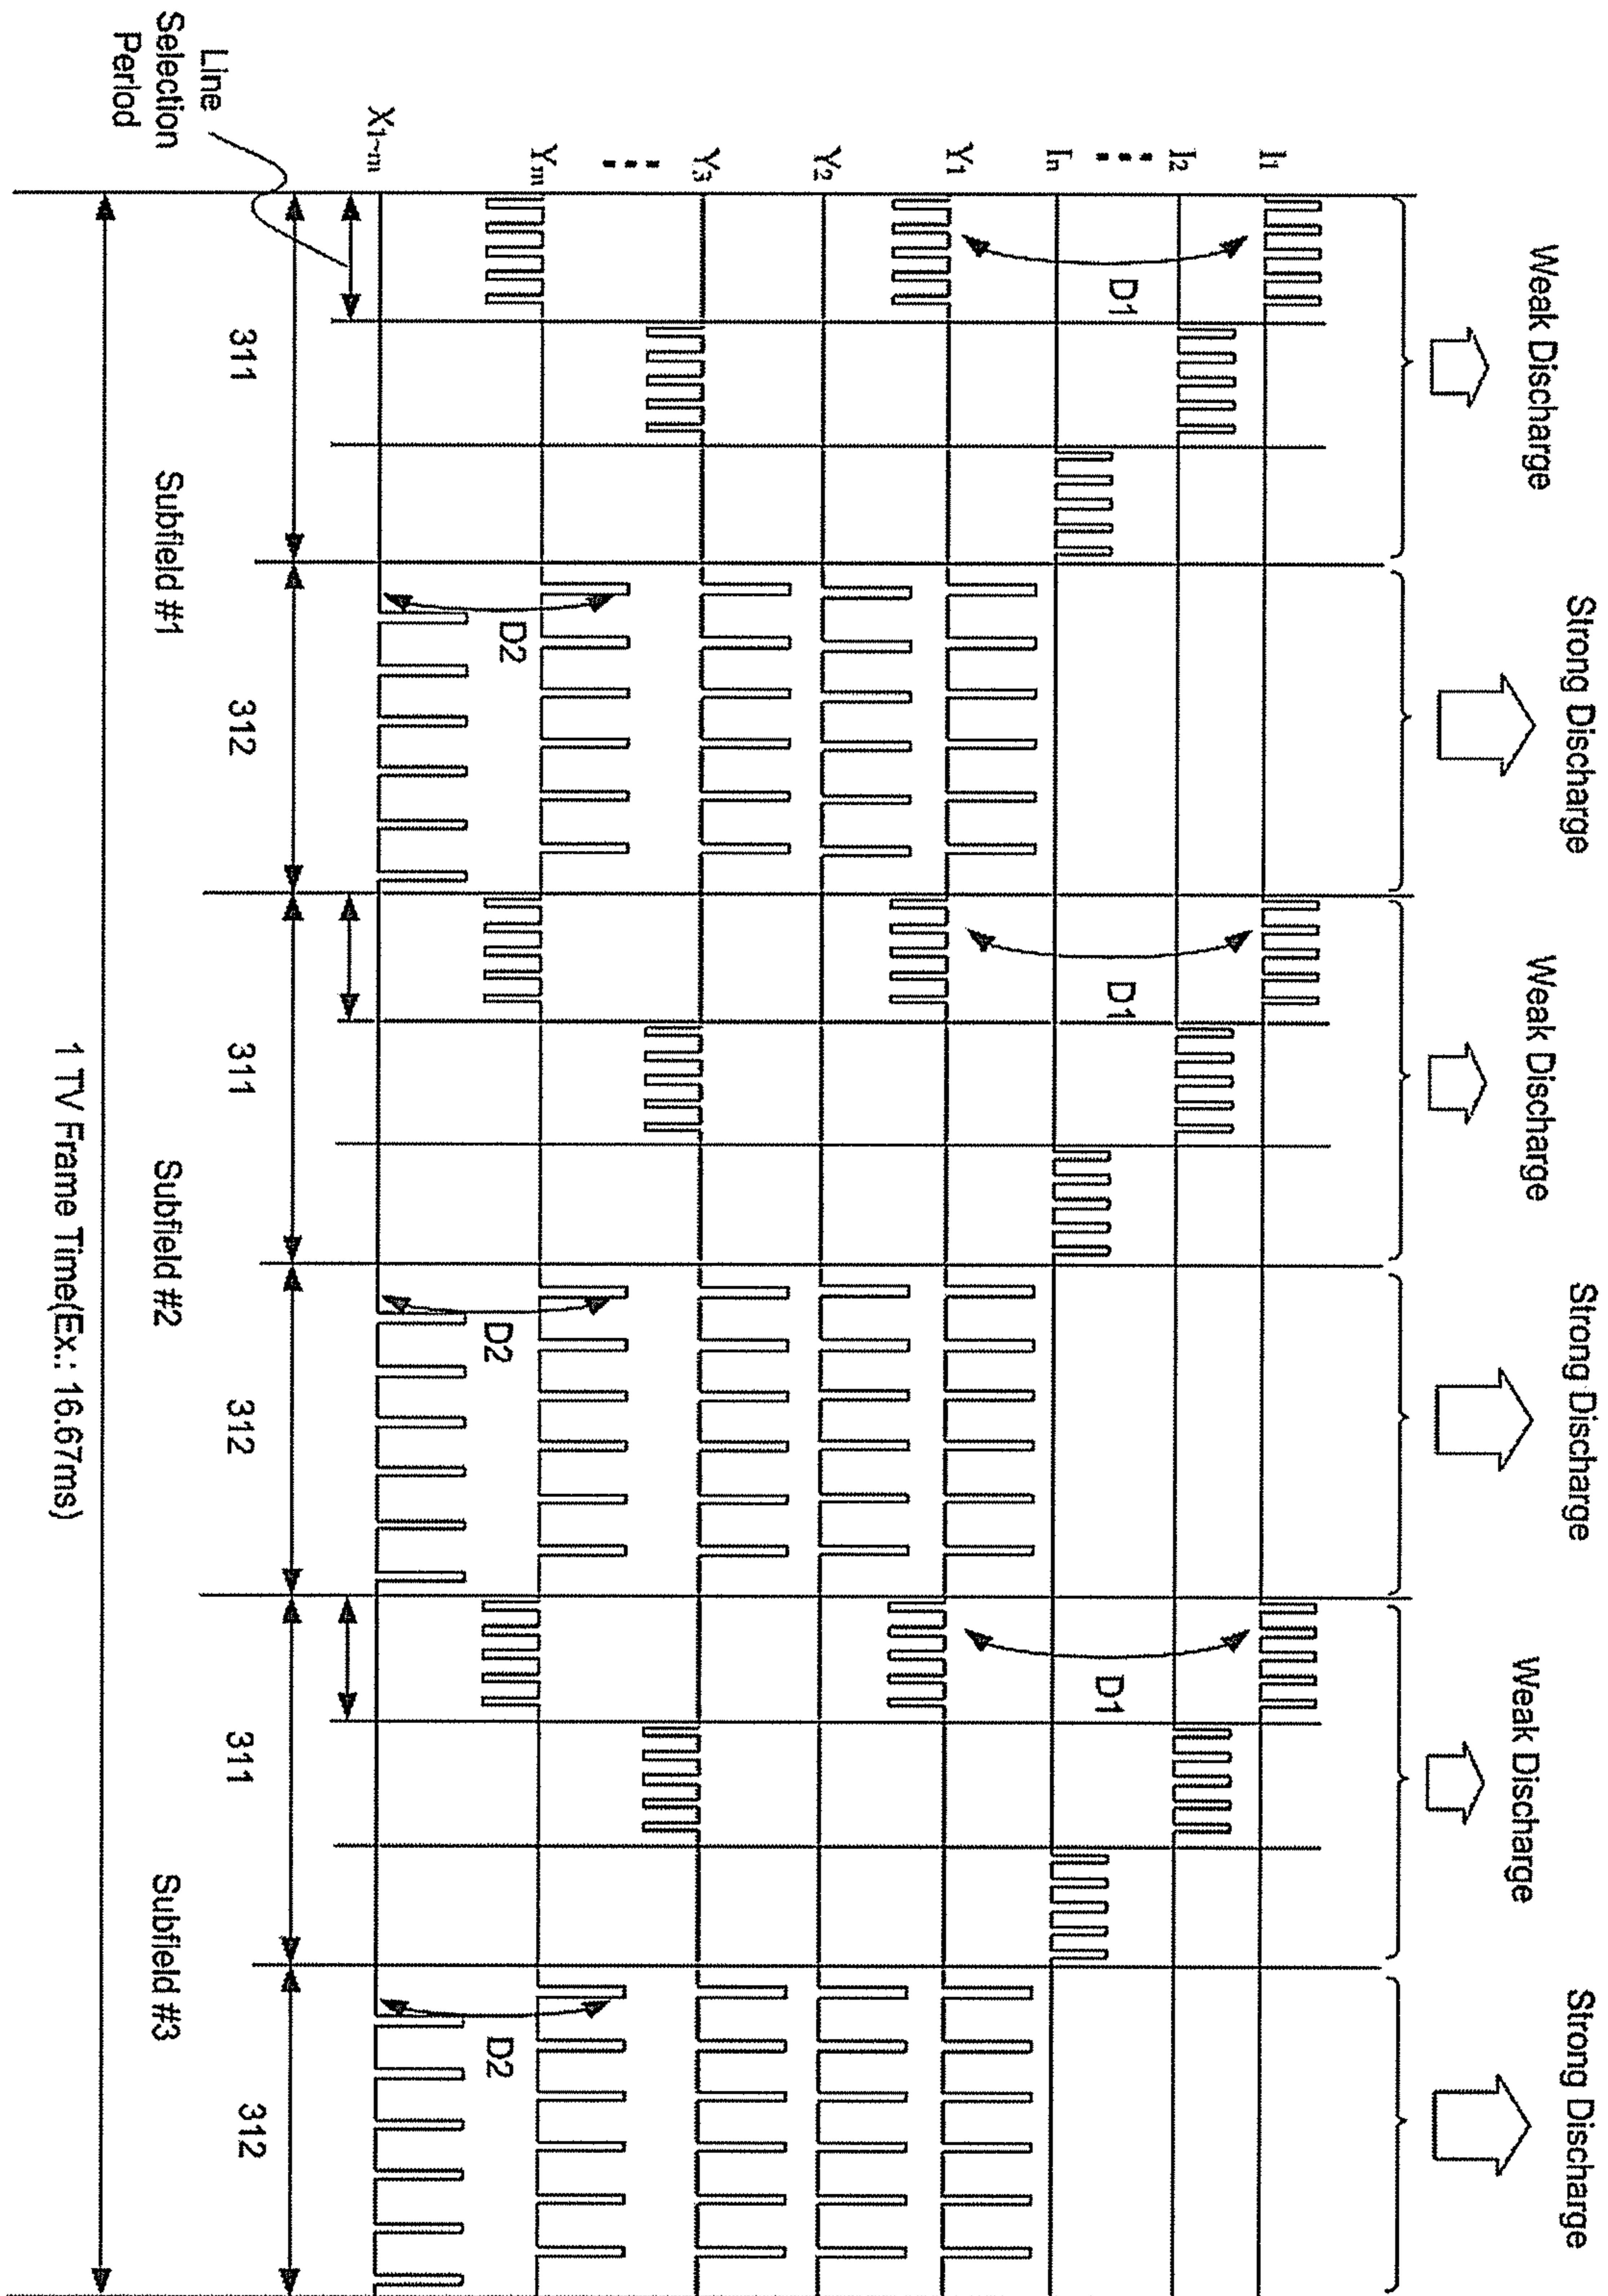 Weak Discharge
Strong Discharge
Weak Discharge
Strong Discharge
Weak Discharge
Strong Discharge
I₁
I₂
⋮
Iₙ
Y₁
Y₂
Y₃
⋮
Yₘ
X₁~ₙ
D1
D1
D1
D2
D2
D2
Line
Selection
Period
311
312
311
312
311
312
Subfield #1
Subfield #2
Subfield #3
1 TV Frame Time(Ex.: 16.67ms)